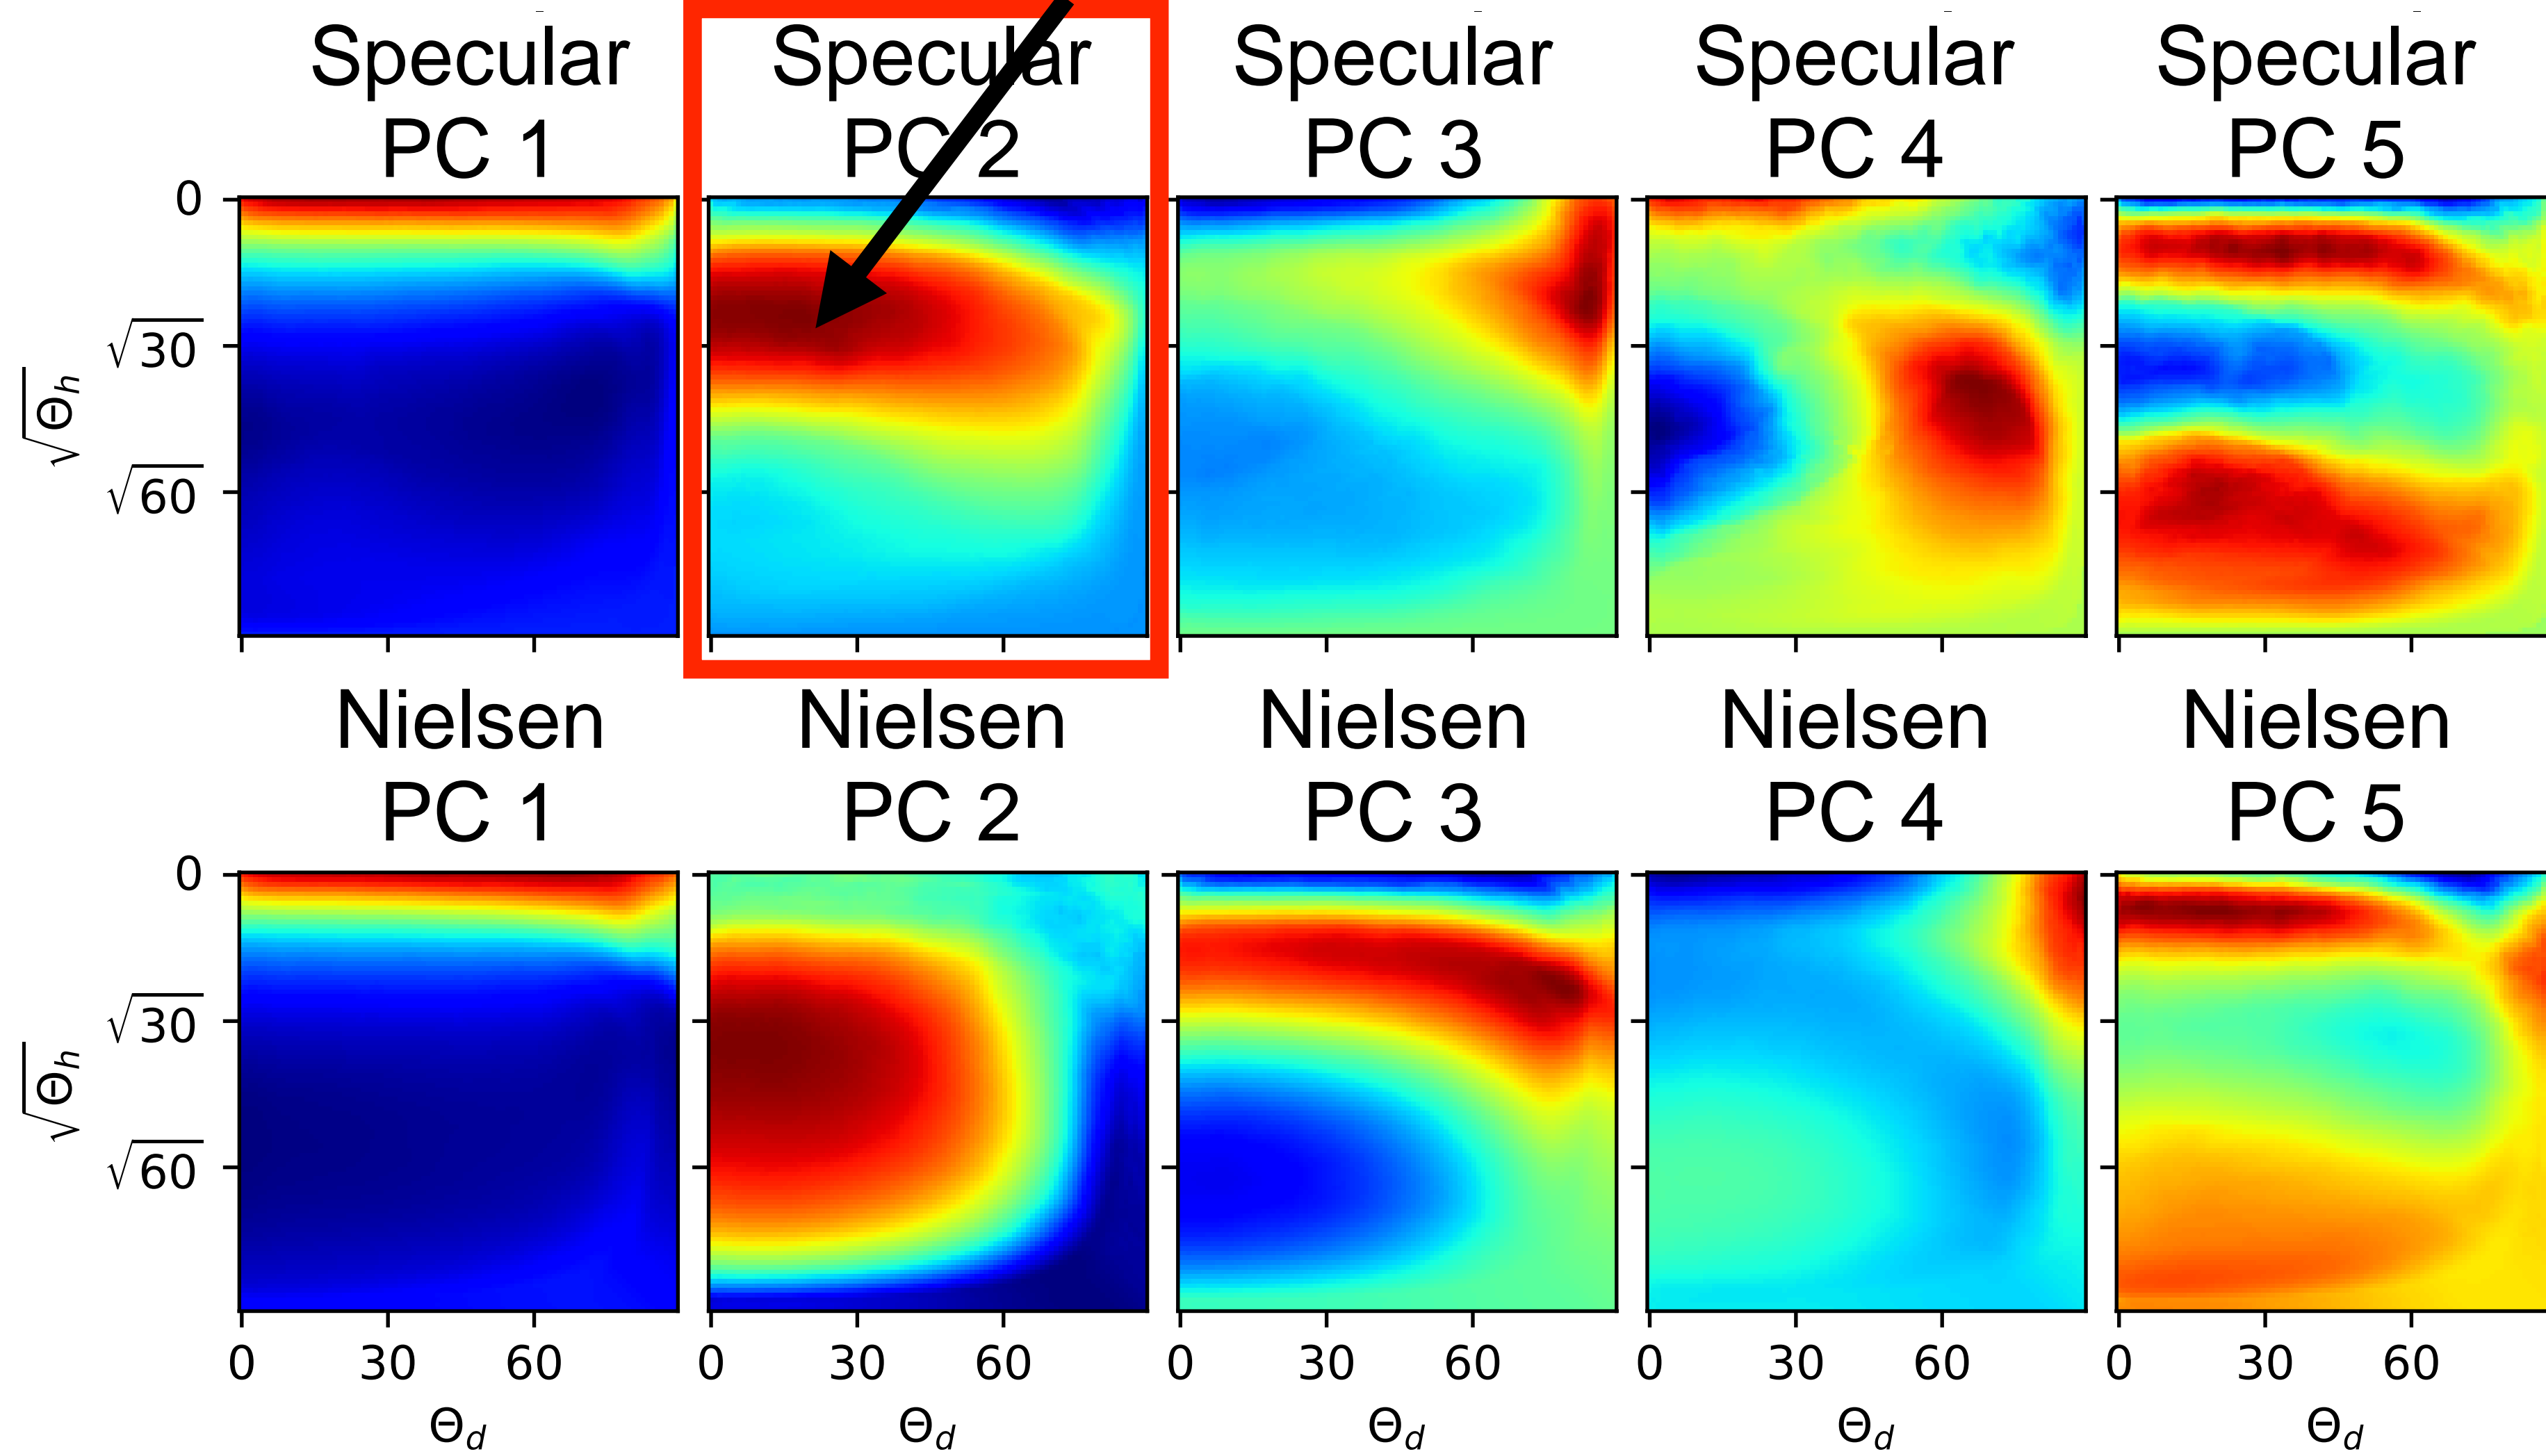 Specular Specular Specular Specular Specular
PC 1 PC 2 PC 3 PC 4 PC 5
0
√30
√60
√Θh
Nielsen Nielsen Nielsen Nielsen Nielsen
PC 1 PC 2 PC 3 PC 4 PC 5
0
√30
√60
√Θh
0 30 60 0 30 60 0 30 60 0 30 60 0 30 60
Θd Θd Θd Θd Θd